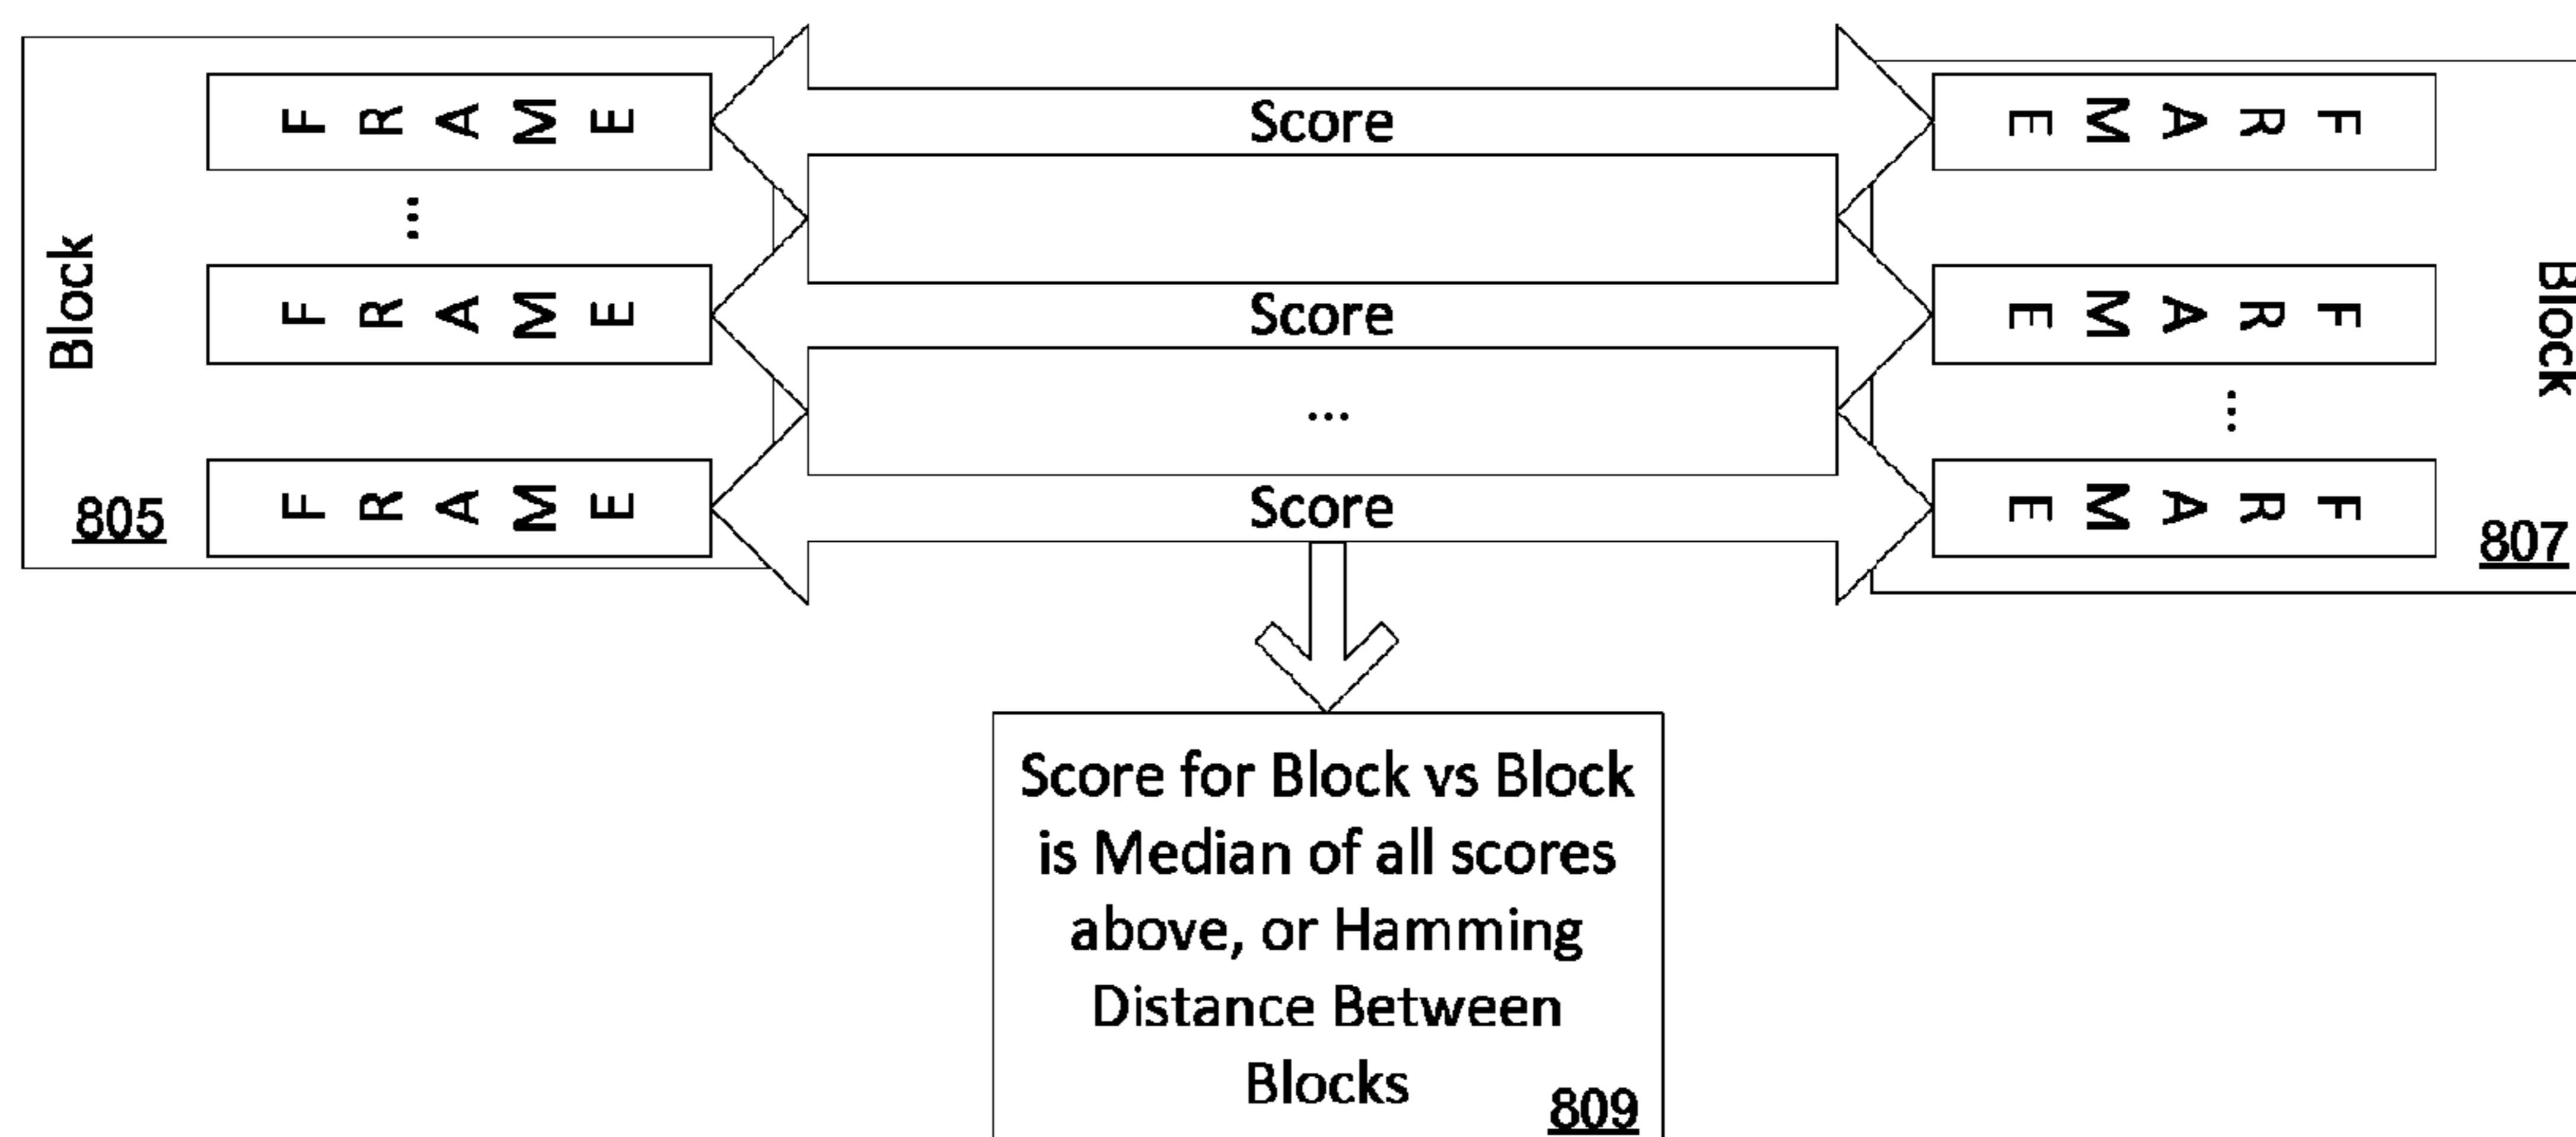 Block
FRAME
...
FRAME
FRAME
805
Score
Score
...
Score
FRAME
FRAME
...
FRAME
Block
807
Score for Block vs Block
is Median of all scores
above, or Hamming
Distance Between
Blocks
809